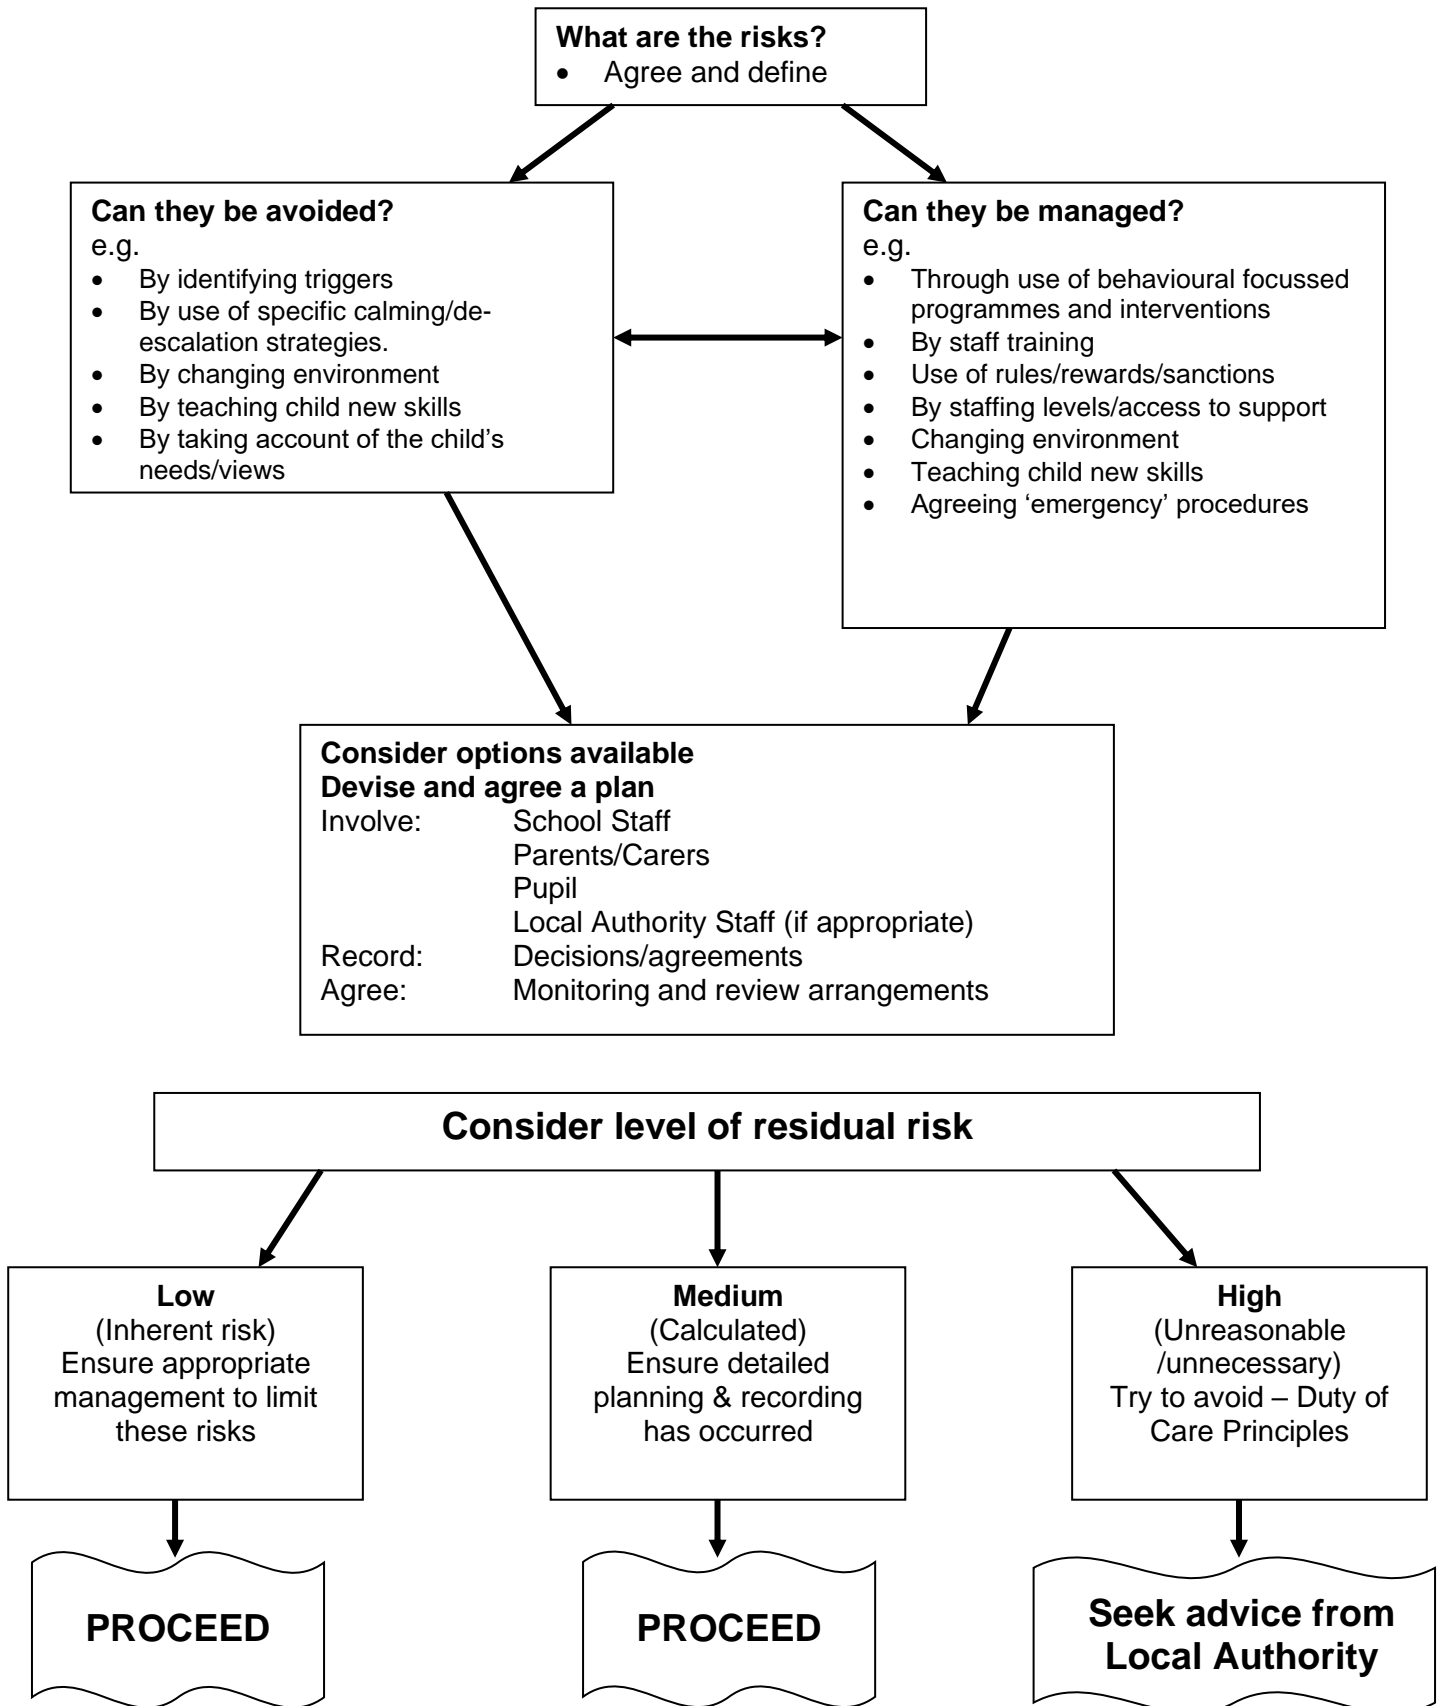 What are the risks?
• Agree and define
Can they be avoided?
e.g.
• By identifying triggers
• By use of specific calming/de-
escalation strategies.
• By changing environment
• By teaching child new skills
• By taking account of the child's
needs/views
Can they be managed?
e.g.
• Through use of behavioural focussed
programmes and interventions
• By staff training
• Use of rules/rewards/sanctions
• By staffing levels/access to support
• Changing environment
• Teaching child new skills
• Agreeing ‘emergency’ procedures
Consider options available
Devise and agree a plan
Involve: School Staff
Parents/Carers
Pupil
Local Authority Staff (if appropriate)
Record: Decisions/agreements
Agree: Monitoring and review arrangements
Consider level of residual risk
Low
(Inherent risk)
Ensure appropriate
management to limit
these risks
Medium
(Calculated)
Ensure detailed
planning & recording
has occurred
High
(Unreasonable
/unnecessary)
Try to avoid – Duty of
Care Principles
PROCEED
PROCEED
Seek advice from
Local Authority